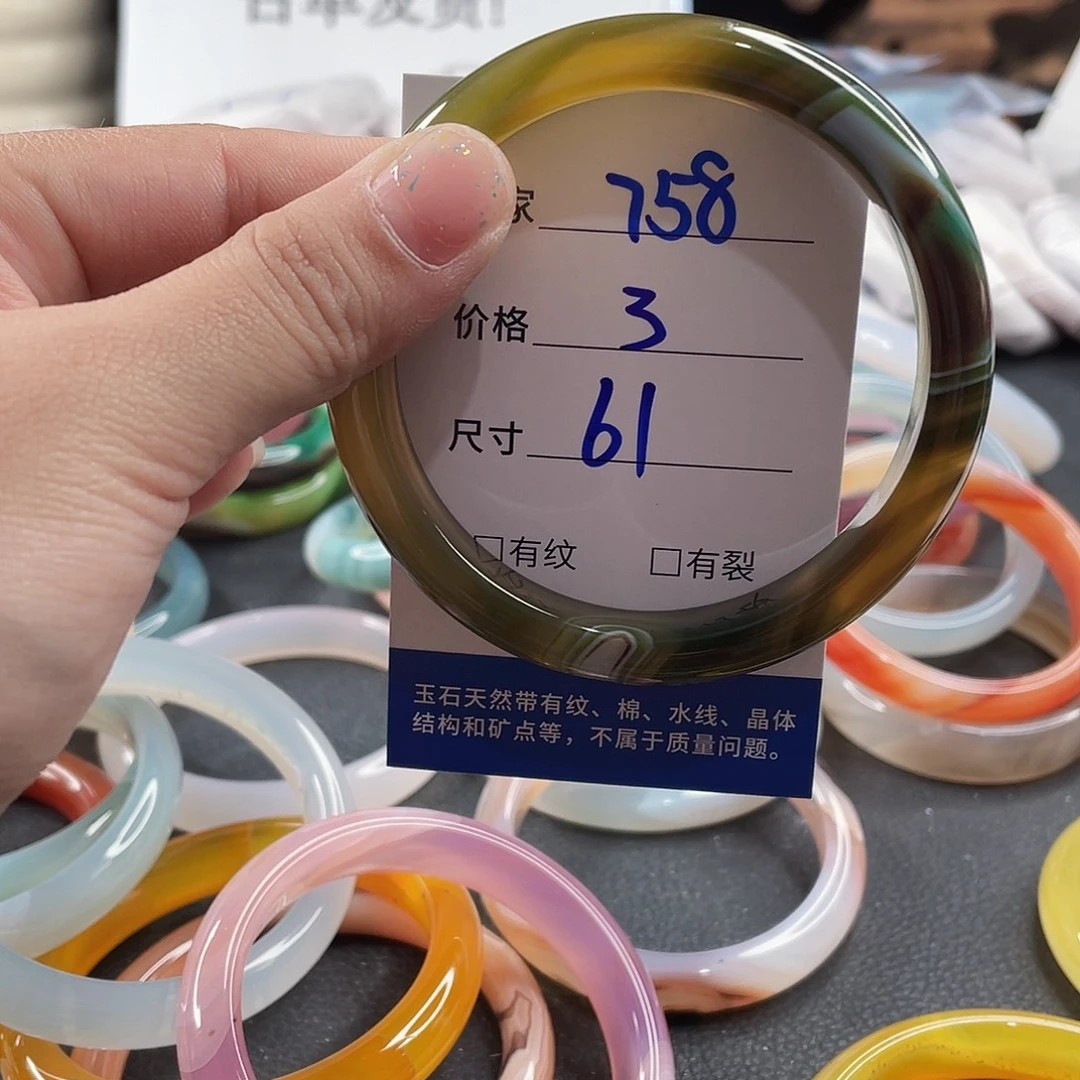 家 758
价格 3
尺寸 61
□有纹 □有裂
玉石天然带有纹、棉、水线、晶体
结构和矿点等，不属于质量问题。